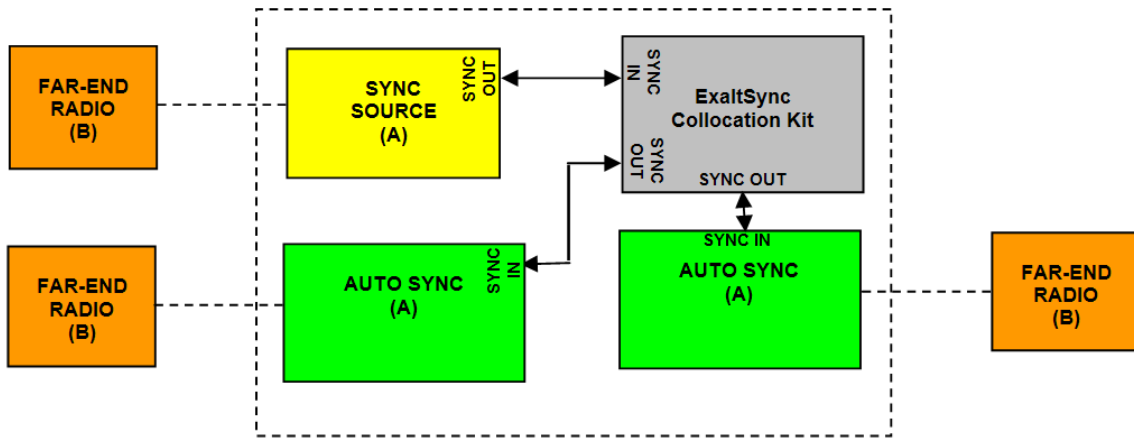 FAR-END
RADIO
(B)
SYNC
SOURCE
(A)
SYNC
OUT
SYNC
IN
ExaltSync
Collocation Kit
SYNC
OUT
SYNC OUT
FAR-END
RADIO
(B)
AUTO SYNC
(A)
SYNC
IN
SYNC IN
AUTO SYNC
(A)
FAR-END
RADIO
(B)